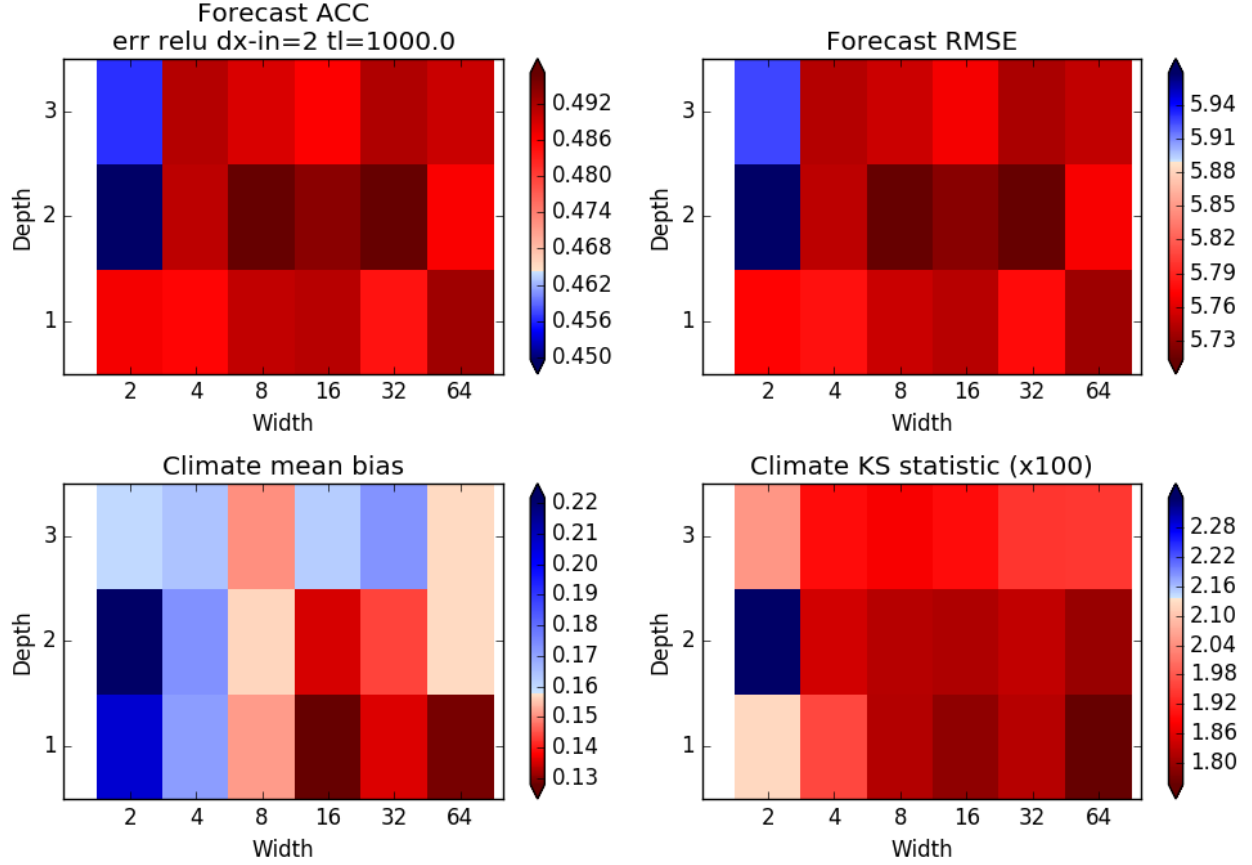 Forecast ACC
err relu dx-in=2 tl=1000.0
3
2
1
Depth
2 4 8 16 32 64
Width
0.492
0.486
0.480
0.474
0.468
0.462
0.456
0.450
Forecast RMSE
3
2
1
Depth
2 4 8 16 32 64
Width
5.94
5.91
5.88
5.85
5.82
5.79
5.76
5.73
Climate mean bias
3
2
1
Depth
2 4 8 16 32 64
Width
0.22
0.21
0.20
0.19
0.18
0.17
0.16
0.15
0.14
0.13
Climate KS statistic (x100)
3
2
1
Depth
2 4 8 16 32 64
Width
2.28
2.22
2.16
2.10
2.04
1.98
1.92
1.86
1.80